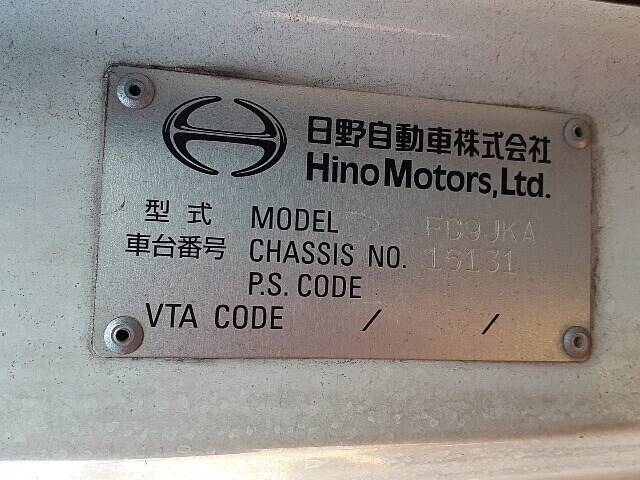 日野自動車株式会社
Hino Motors, Ltd.
型式 MODEL FD9JKA
車台番号 CHASSIS NO. 16131
P.S. CODE
VTA CODE / /